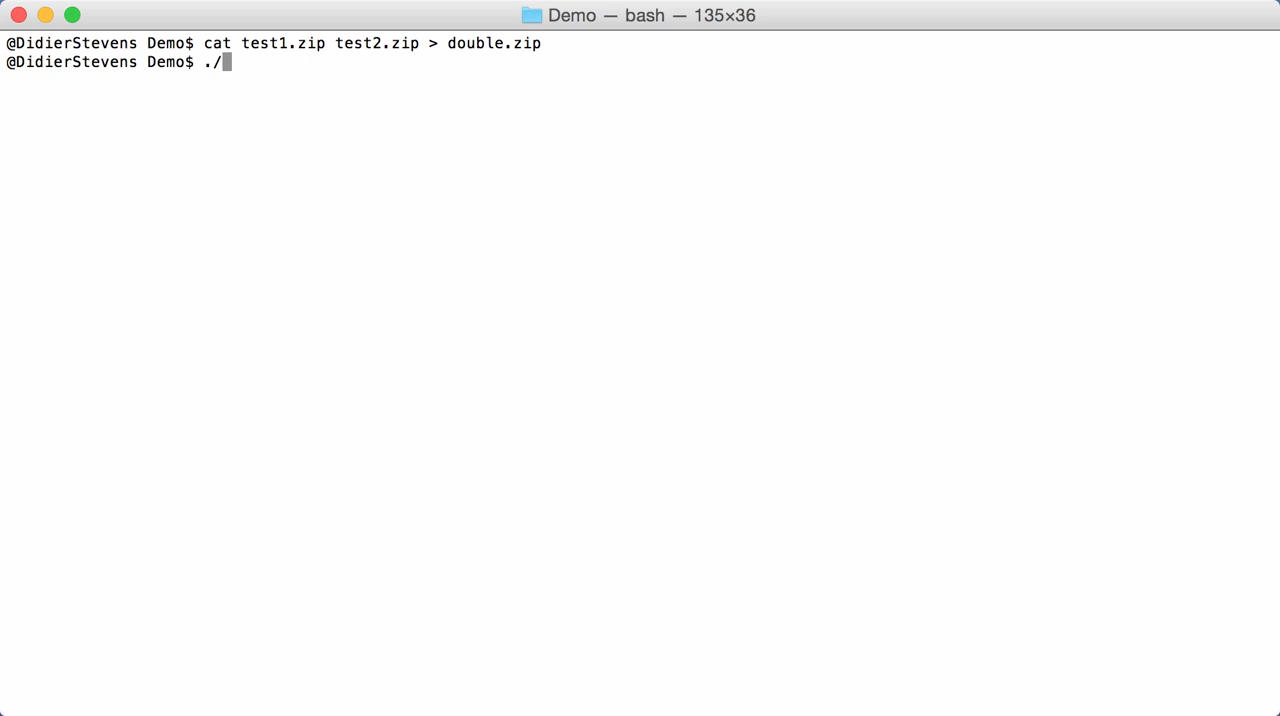 Demo — bash — 135×36
@DidierStevens Demo$ cat test1.zip test2.zip > double.zip
@DidierStevens Demo$ ./